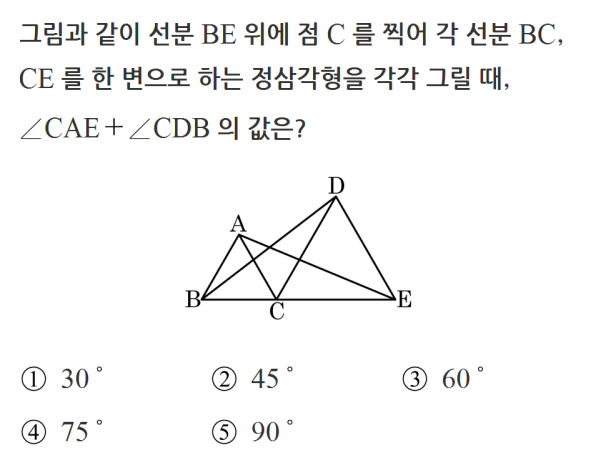 그림과 같이 선분 BE 위에 점 C 를 찍어 각 선분 BC,
CE 를 한 변으로 하는 정삼각형을 각각 그릴 때,
∠CAE+∠CDB 의 값은?
D
A
B
C
E
① 30°
② 45°
③ 60°
④ 75°
⑤ 90°